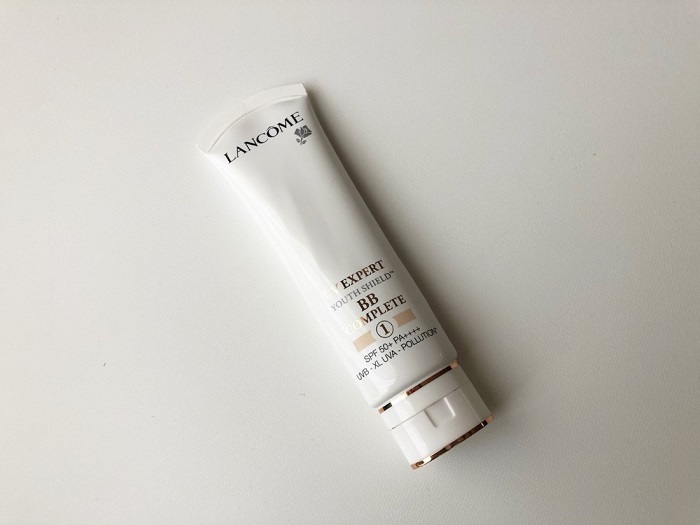 LANCÔME
EXPERT
YOUTH SHIELD™
BB
COMPLETE
1
SPF 50+ PA++++
UVB - XL UVA - POLLUTION